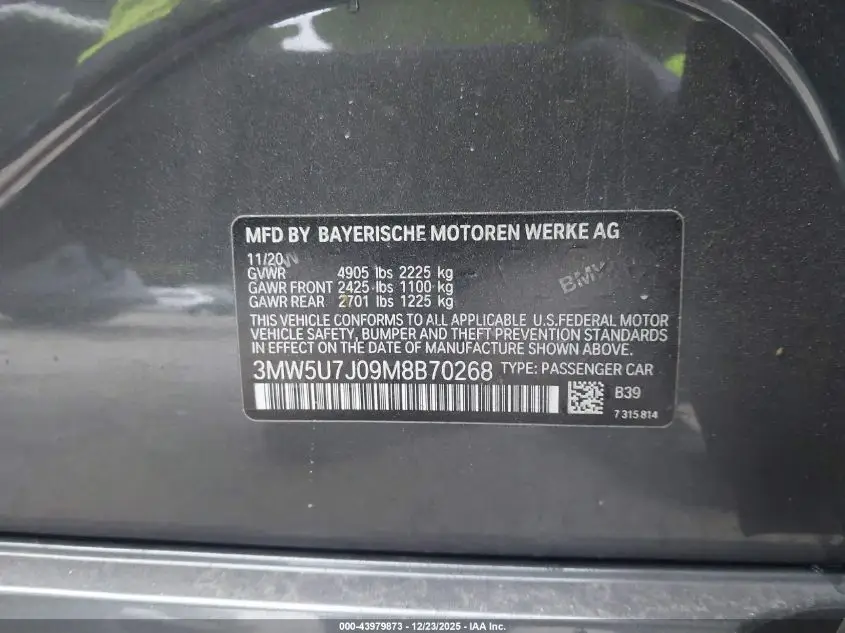 MFD BY BAYERISCHE MOTOREN WERKE AG
11/20
GVWR 4905 lbs 2225 kg
GAWR FRONT 2425 lbs 1100 kg
GAWR REAR 2701 lbs 1225 kg
BMW
THIS VEHICLE CONFORMS TO ALL APPLICABLE U.S.FEDERAL MOTOR
VEHICLE SAFETY, BUMPER AND THEFT PREVENTION STANDARDS
IN EFFECT ON THE DATE OF MANUFACTURE SHOWN ABOVE.
3MW5U7J09M8B70268 TYPE: PASSENGER CAR
B39
7 315 814
000-43979873 - 12/23/2025 - IAA Inc.